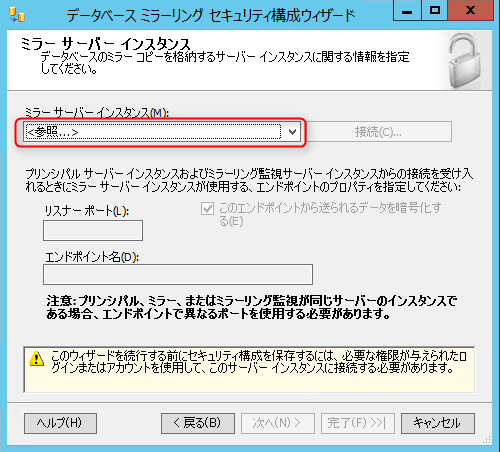 データベース ミラーリング セキュリティ構成ウィザード
ミラー サーバー インスタンス
データベースのミラー コピーを格納するサーバー インスタンスに関する情報を指定
してください。
ミラー サーバー インスタンス(M):
<参照...>
接続(C)...
プリンシパル サーバー インスタンスおよびミラーリング監視サーバー インスタンスからの接続を受け入
れるときにミラー サーバー インスタンスが使用する、エンドポイントのプロパティを指定してください:
リスナー ポート(L):
このエンドポイントから送られるデータを暗号化す
る(E)
エンドポイント名(D):
注意: プリンシパル、ミラー、またはミラーリング監視が同じサーバーのインスタンスで
ある場合、エンドポイントで異なるポートを使用する必要があります。
このウィザードを続行する前にセキュリティ構成を保存するには、必要な権限が与えられたロ
グインまたはアカウントを使用して、このサーバー インスタンスに接続する必要があります。
ヘルプ(H)
< 戻る(B)
次へ(N) >
完了(F) >>|
キャンセル